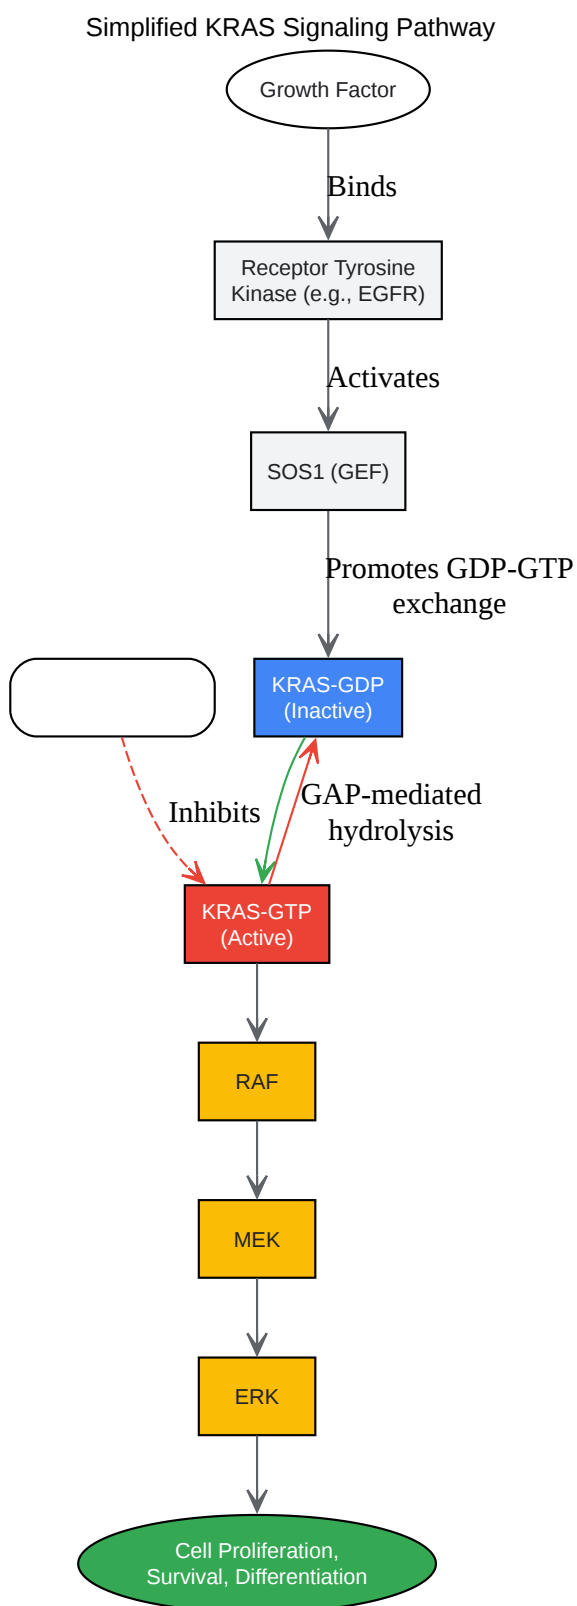 Simplified KRAS Signaling Pathway
Growth Factor
Binds
Receptor Tyrosine
Kinase (e.g., EGFR)
Activates
SOS1 (GEF)
Promotes GDP-GTP
exchange
KRAS-GDP
(Inactive)
Inhibits
GAP-mediated
hydrolysis
KRAS-GTP
(Active)
RAF
MEK
ERK
Cell Proliferation,
Survival, Differentiation